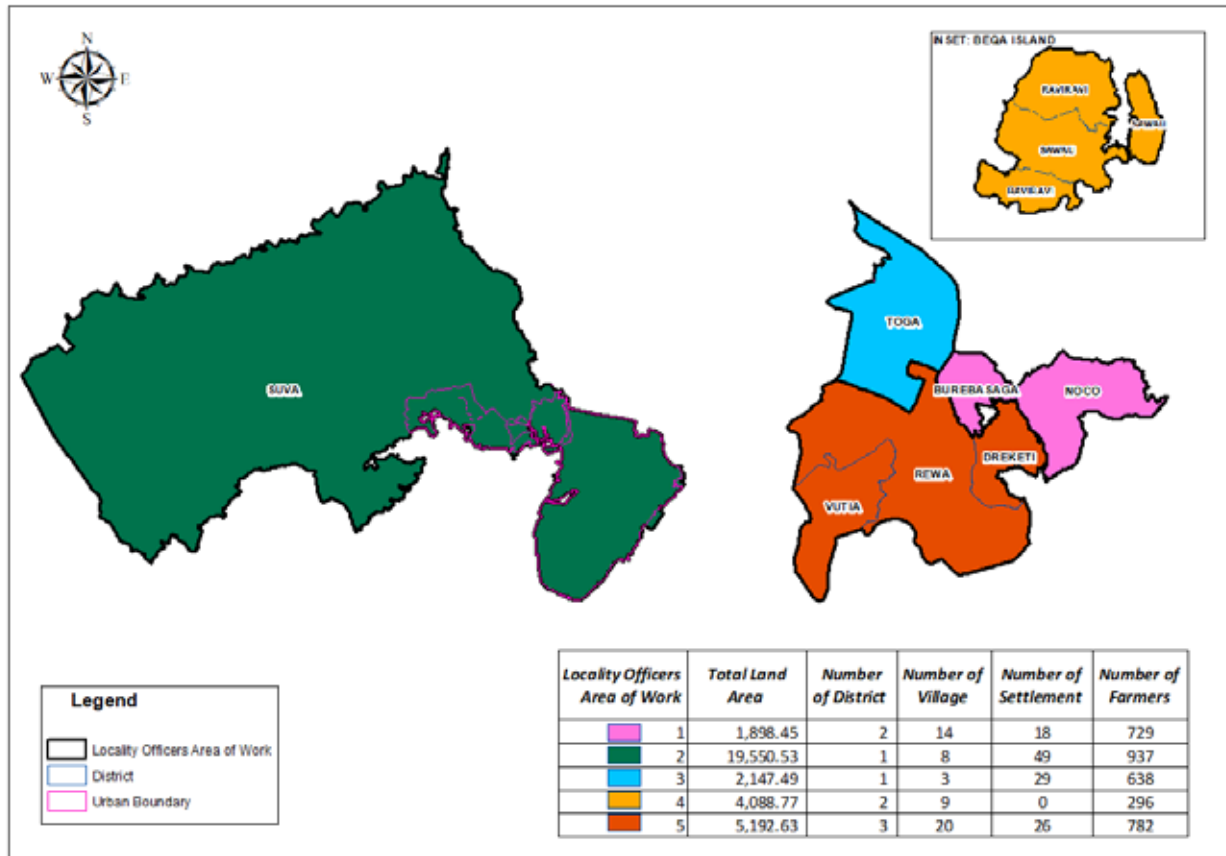 N
W E
S
INSET: BEQA ISLAND
RAVIRAVI
SAWAU
SAWAU
RAVIRAVI
TOGA
SUVA
BUREBASAGA
NOCO
DREKETI
REWA
VUTIA
Legend
Locality Officers Area of Work
District
Urban Boundary
Locality Officers Area of Work Total Land Area Number of District Number of Village Number of Settlement Number of Farmers
1 1,898.45 2 14 18 729
2 19,550.53 1 8 49 937
3 2,147.49 1 3 29 638
4 4,088.77 2 9 0 296
5 5,192.63 3 20 26 782